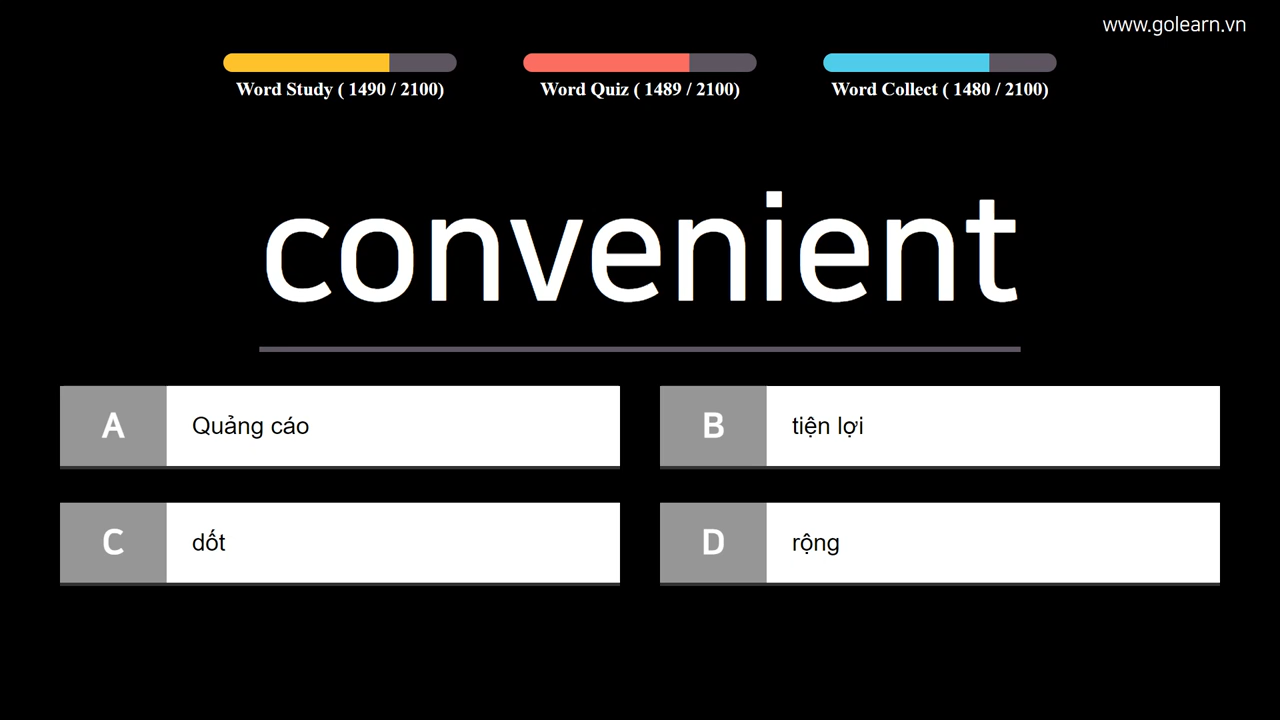 www.golearn.vn
Word Study ( 1490 / 2100)
Word Quiz ( 1489 / 2100)
Word Collect ( 1480 / 2100)
convenient
A Quảng cáo
B tiện lợi
C dốt
D rộng